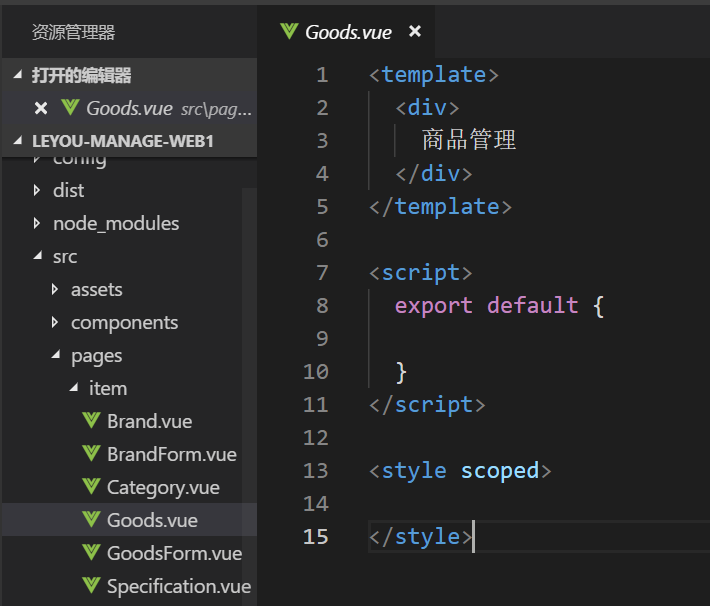 资源管理器
打开的编辑器
Goods.vue src\pag...
LEYOU-MANAGE-WEB1
config
dist
node_modules
src
assets
components
pages
item
Brand.vue
BrandForm.vue
Category.vue
Goods.vue
GoodsForm.vue
Specification.vue
Goods.vue
1 <template>
2 <div>
3 商品管理
4 </div>
5 </template>
6
7 <script>
8 export default {
9
10 }
11 </script>
12
13 <style scoped>
14
15 </style>